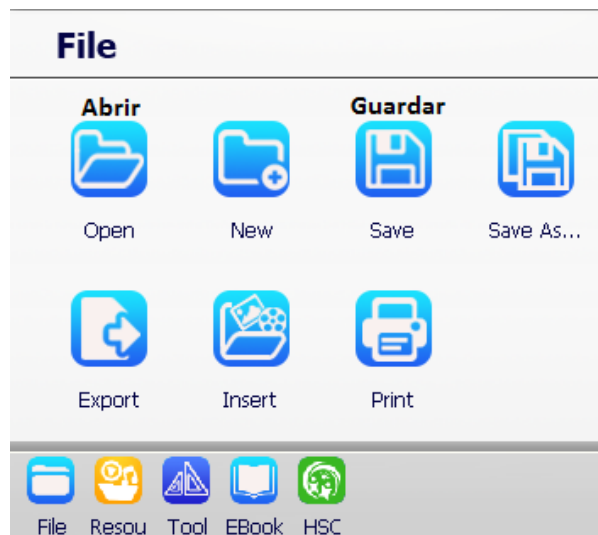 File
Abrir Guardar
Open New Save Save As...
Export Insert Print
File Resou Tool EBook HSC